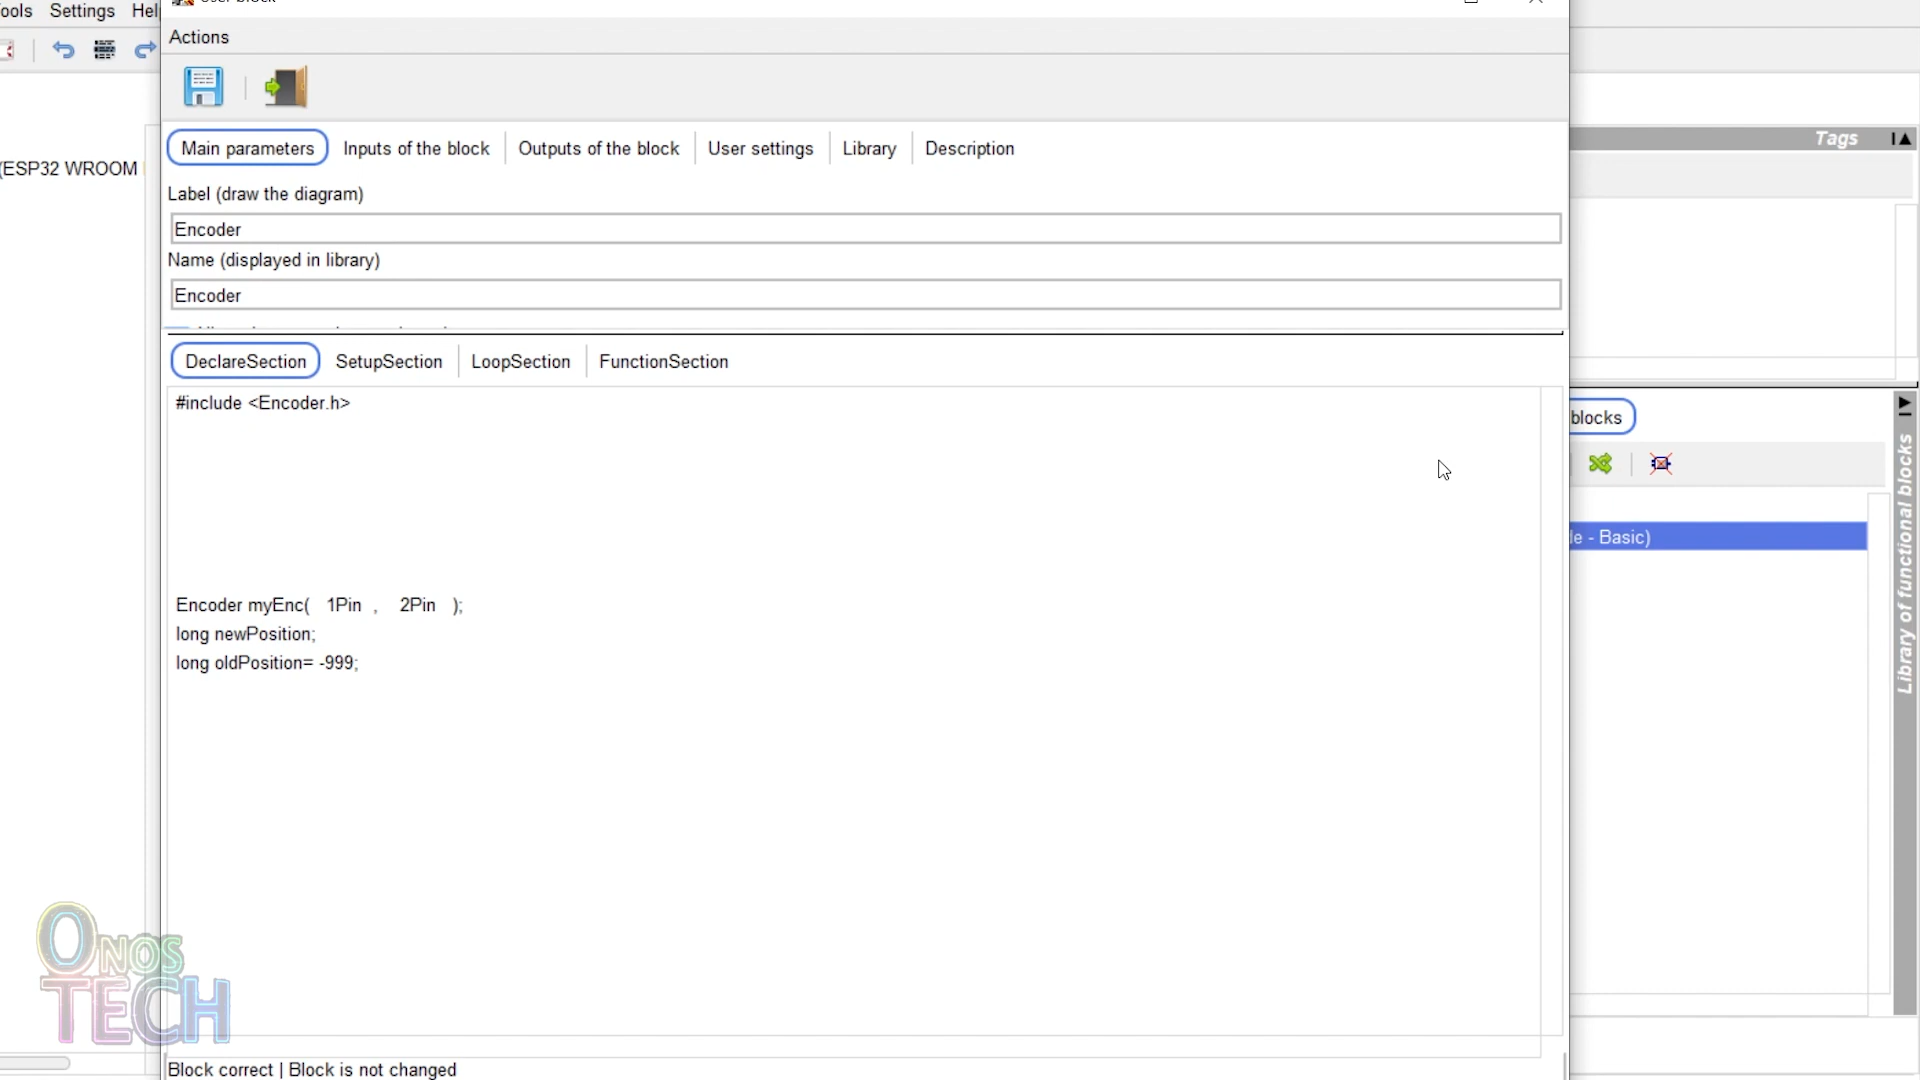 Tools Settings Help
Actions
(ESP32 WROOM
Main parameters Inputs of the block Outputs of the block User settings Library Description
Label (draw the diagram)
Encoder
Name (displayed in library)
Encoder
DeclareSection SetupSection LoopSection FunctionSection
#include <Encoder.h>
Encoder myEnc( 1Pin , 2Pin );
long newPosition;
long oldPosition= -999;
Block correct | Block is not changed
Tags
blocks
- Basic)
Library of functional blocks
ONOS
TECH